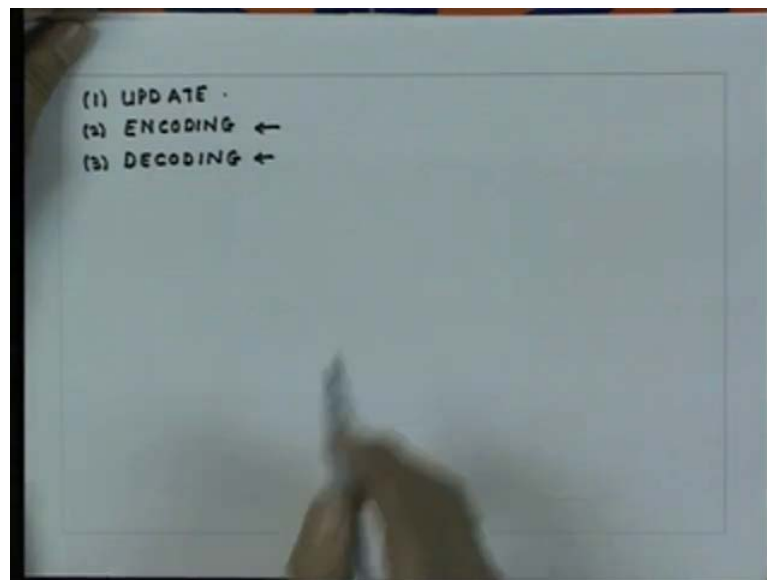 (1) UPDATE .
(2) ENCODING ←
(3) DECODING ←